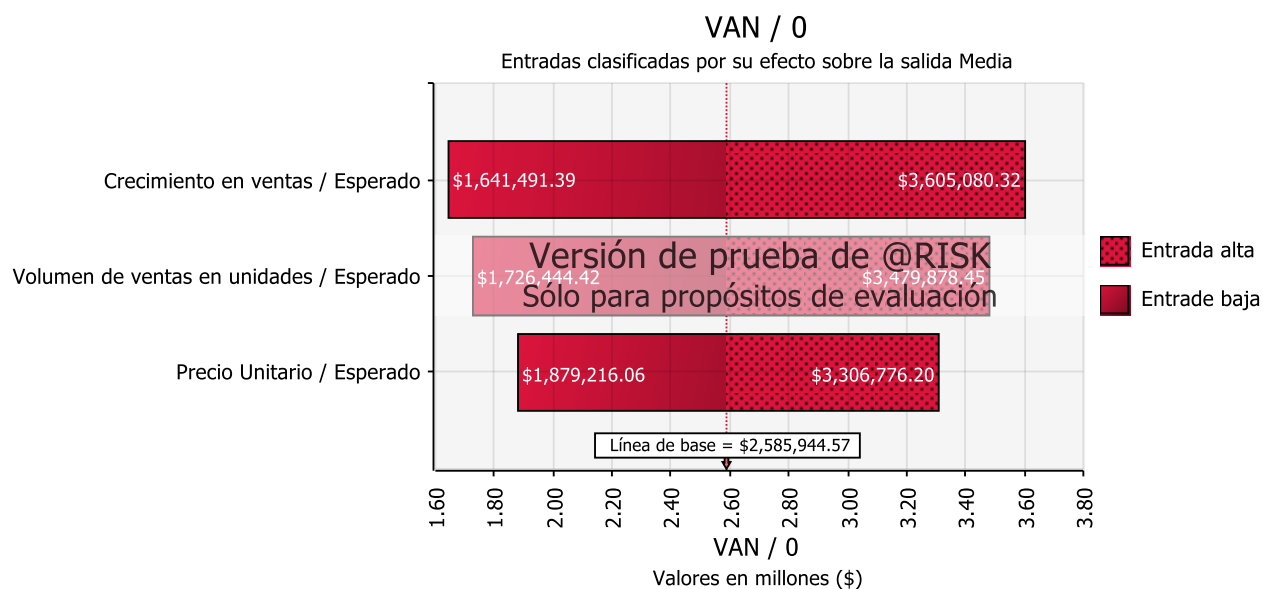 VAN / 0
Entradas clasificadas por su efecto sobre la salida Media
Crecimiento en ventas / Esperado
$1,641,491.39
$3,605,080.32
Versión de prueba de @RISK
Volumen de ventas en unidades / Esperado
$1,726,444.42
$3,479,878.45
Sólo para propósitos de evaluación
Precio Unitario / Esperado
$1,879,216.06
$3,306,776.20
Entrada alta
Entrade baja
Línea de base = $2,585,944.57
1.60
1.80
2.00
2.20
2.40
2.60
2.80
3.00
3.20
3.40
3.60
3.80
VAN / 0
Valores en millones ($)